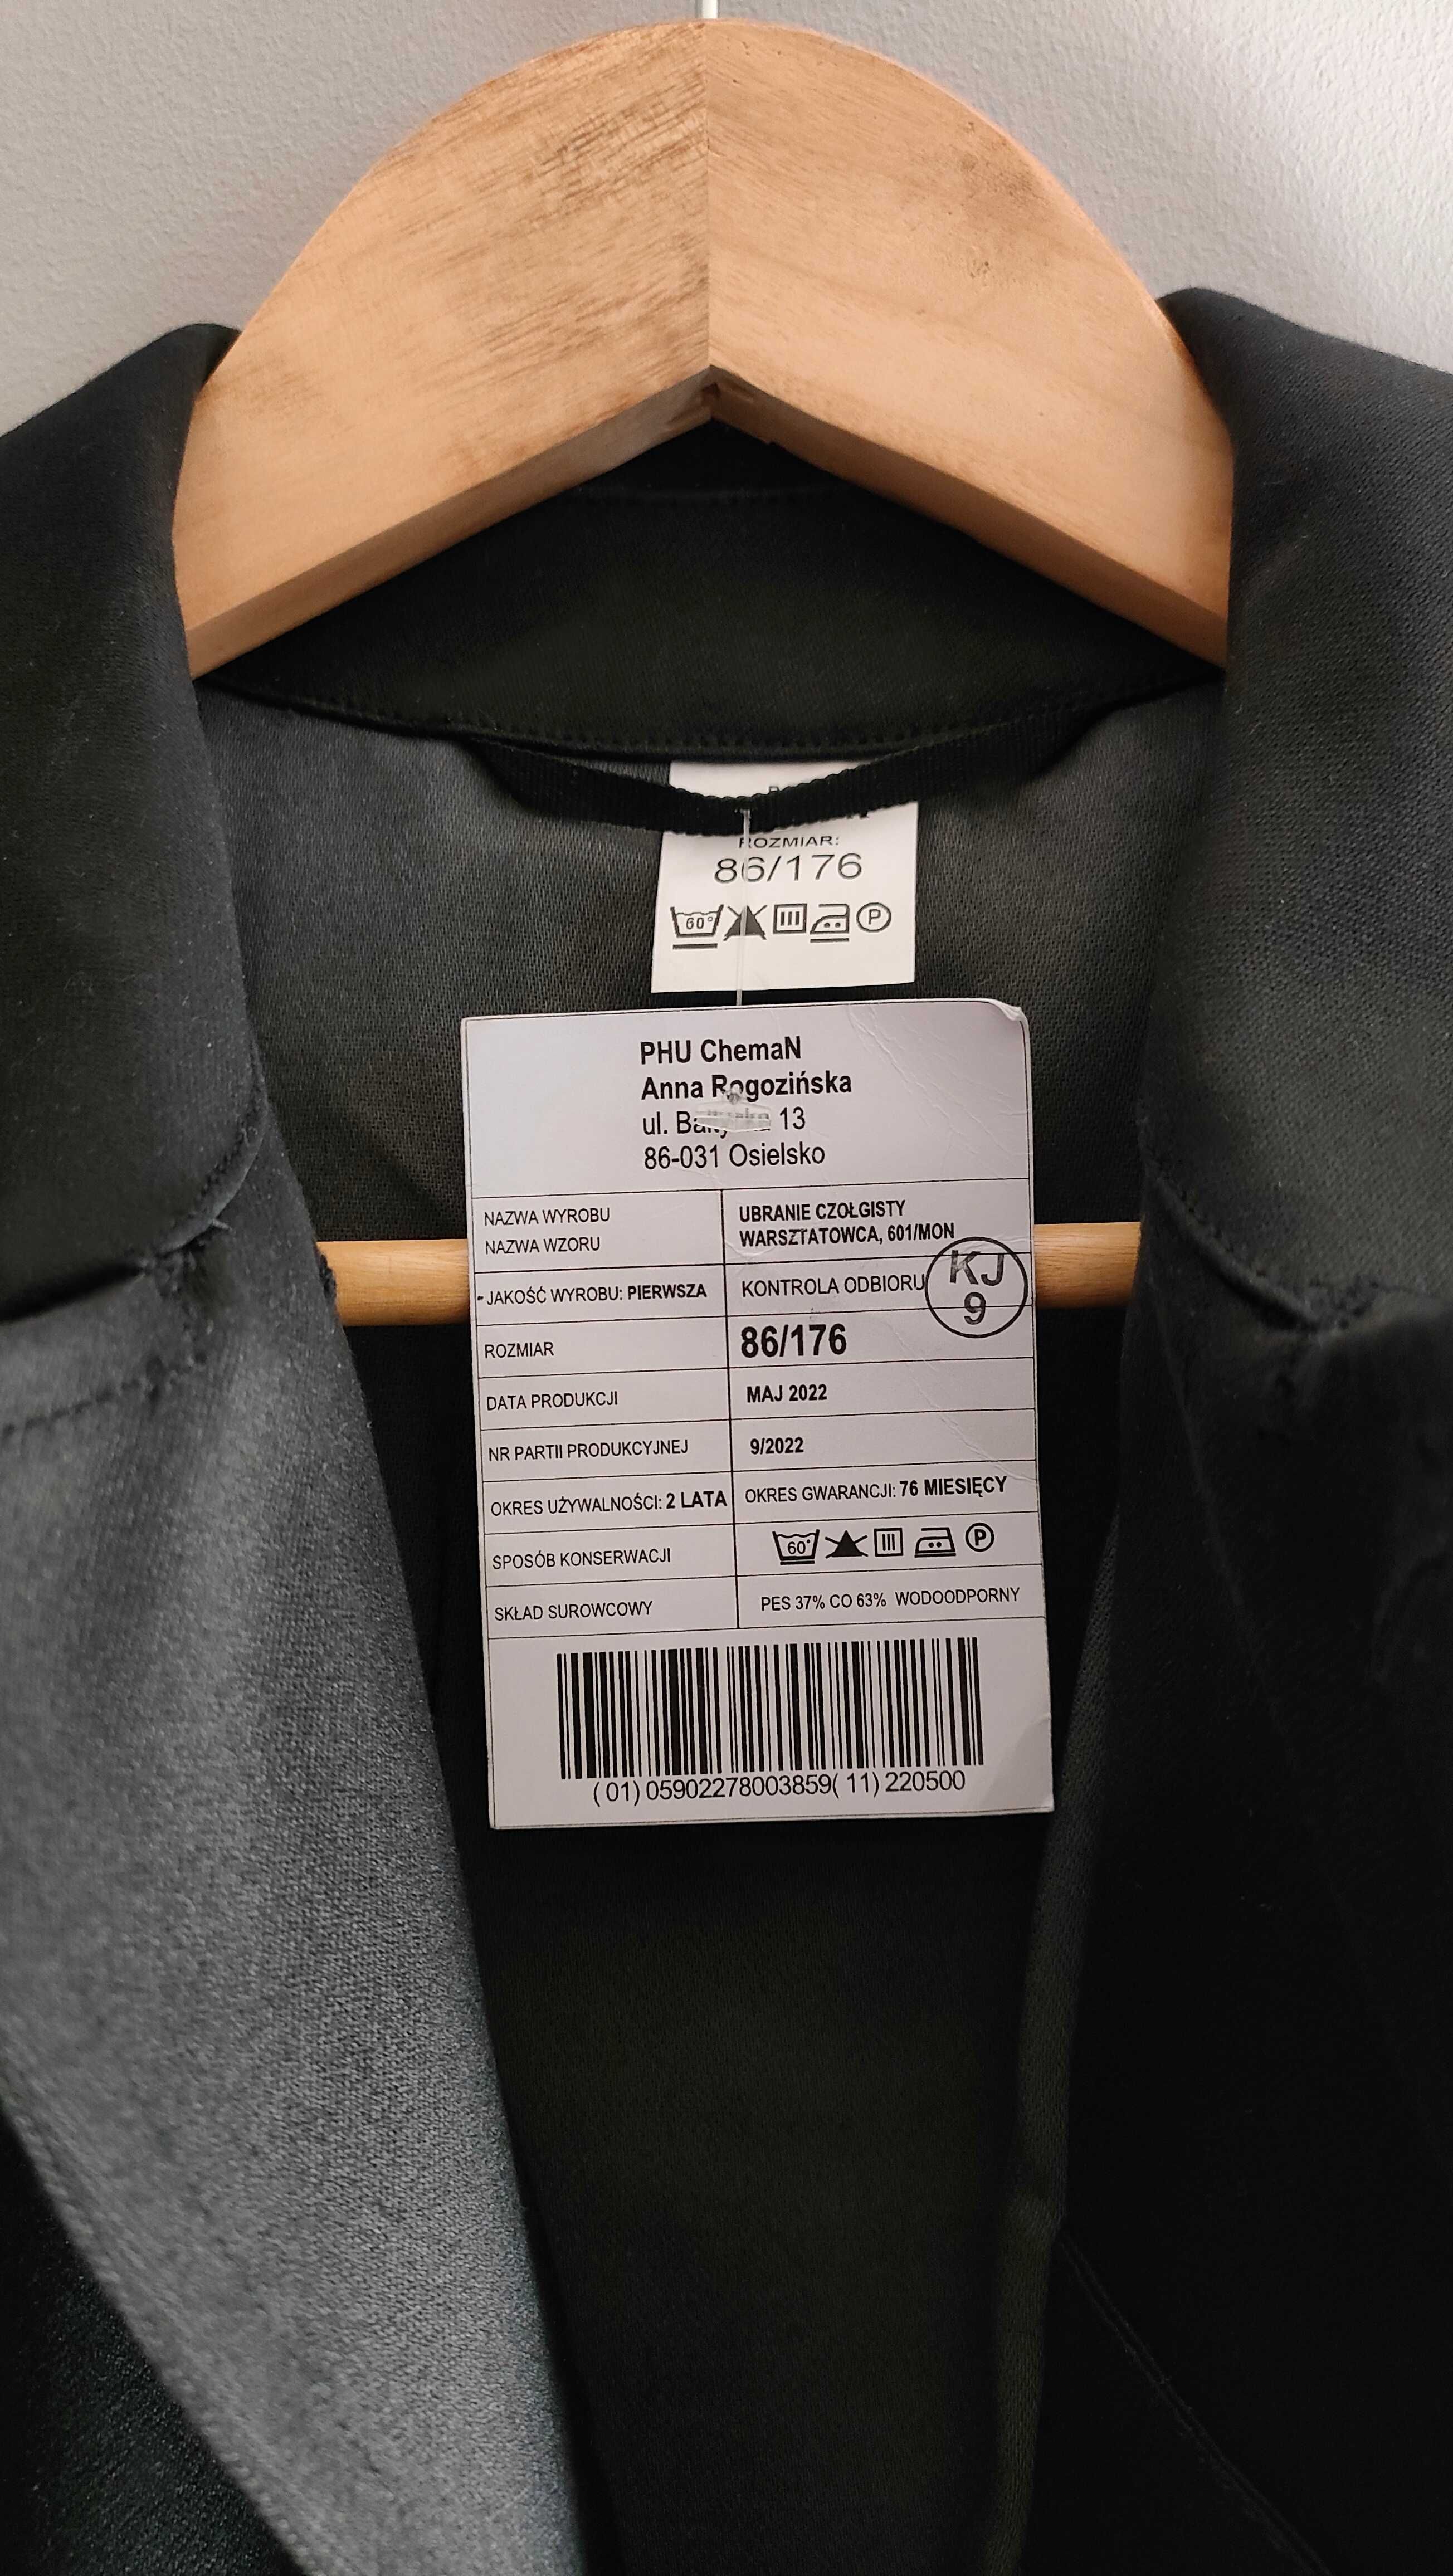 ROZMIAR:
86/176
60°
P
PHU ChemaN
Anna Rogozińska
ul. 13
86-031 Osielsko
NAZWA WYROBU
NAZWA WZORU
UBRANIE CZOŁGISTY
WARSZTATOWCA, 601/MON
JAKOŚĆ WYROBU: PIERWSZA
KONTROLA ODBIORU
KJ
9
ROZMIAR
86/176
DATA PRODUKCJI
MAJ 2022
NR PARTII PRODUKCYJNEJ
9/2022
OKRES UŻYWALNOŚCI: 2 LATA
OKRES GWARANCJI: 76 MIESIĘCY
SPOSÓB KONSERWACJI
60°
P
SKŁAD SUROWCOWY
PES 37% CO 63% WODOODPORNY
(01)05902278003859(11)220500